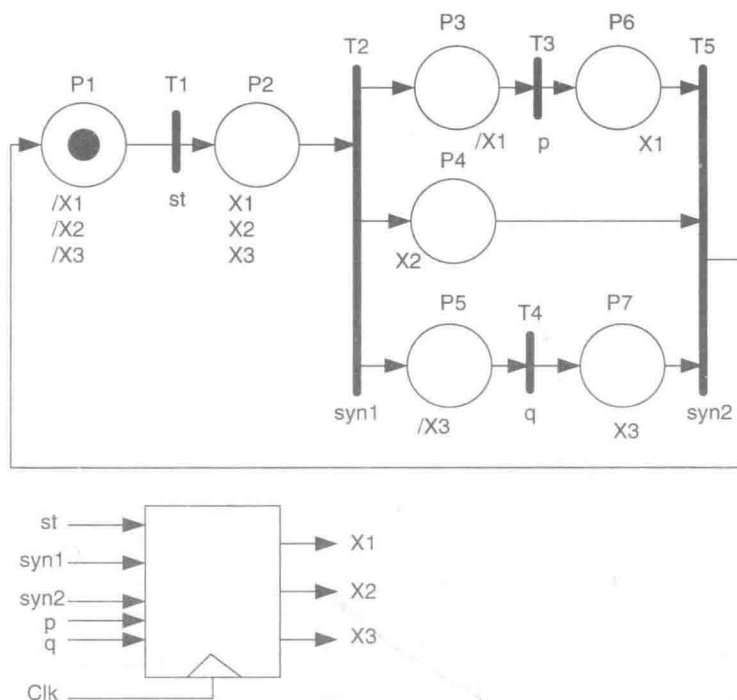 P3
T3
P6
T2
T5
P1
T1
P2
/X1
p
X1
P4
/X1
/X2
/X3
st
X1
X2
X3
X2
P5
T4
P7
syn1
/X3
q
X3
syn2
st
syn1
syn2
p
q
X1
X2
X3
Clk